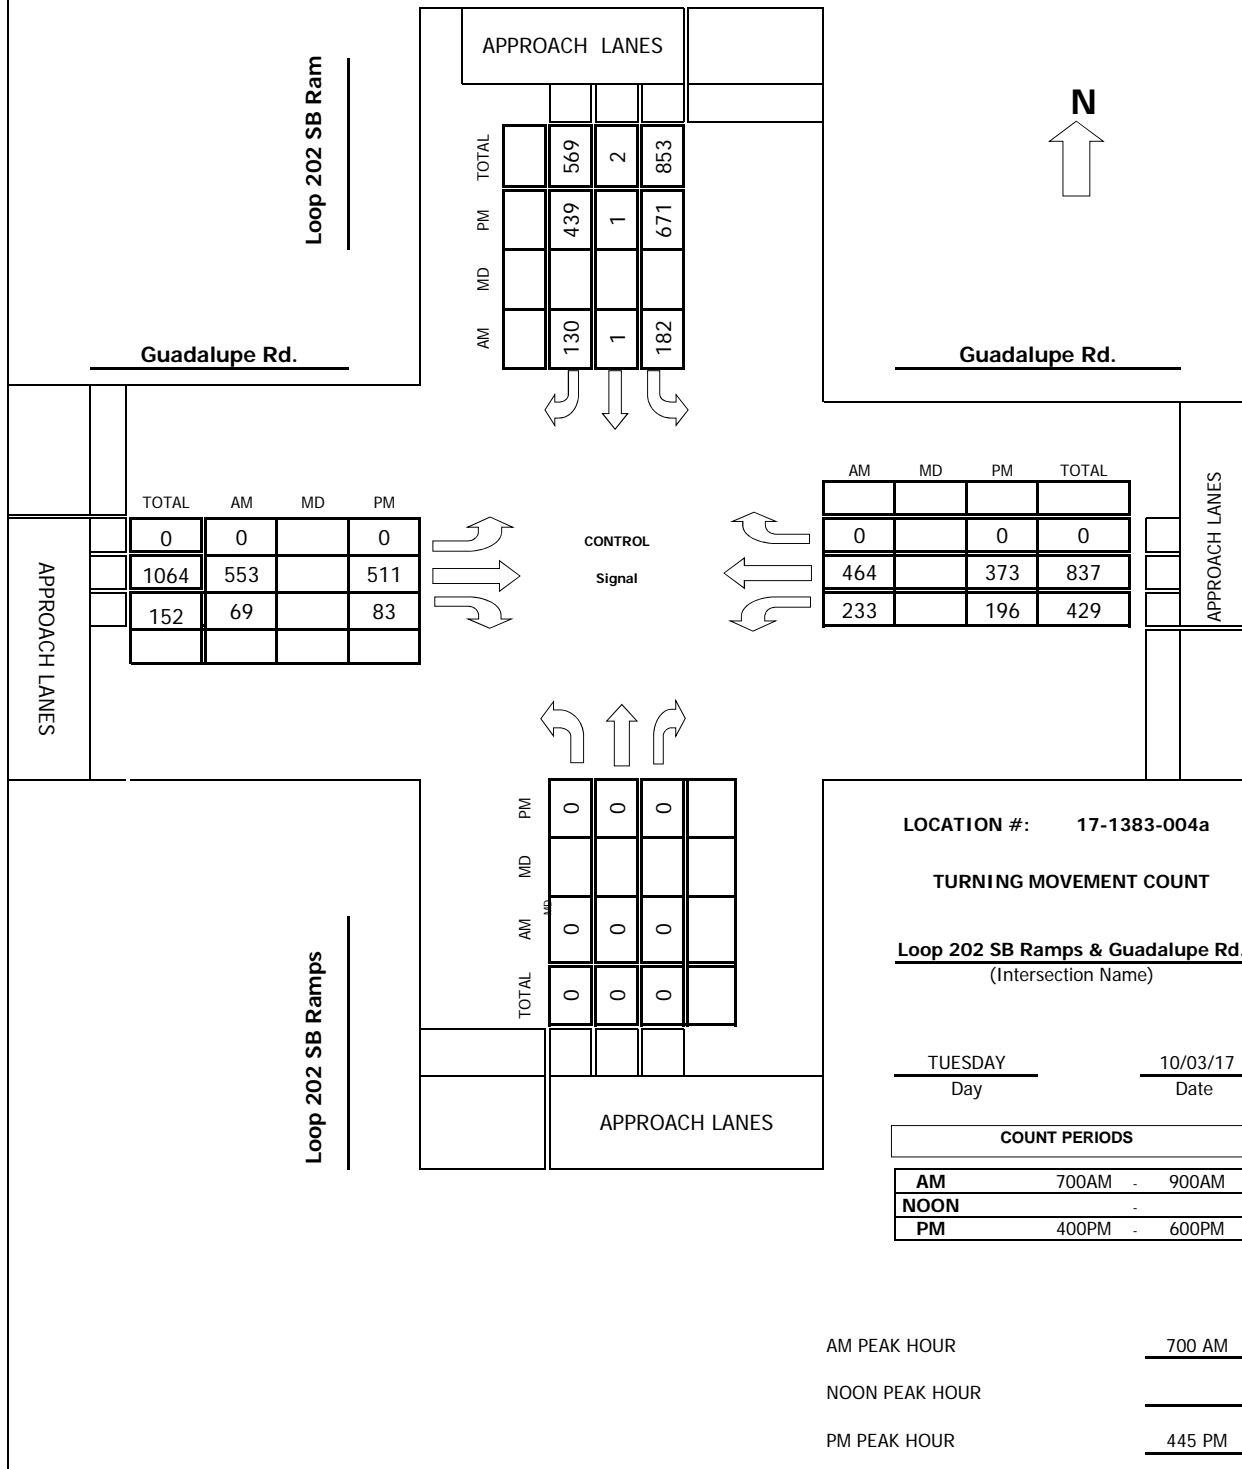 APPROACH LANES
Loop 202 SB Ram
N
TOTAL 569 2 853
PM 439 1 671
MD
AM 130 1 182
Guadalupe Rd.
Guadalupe Rd.
AM MD PM TOTAL
0 0 0
464 373 837
233 196 429
APPROACH LANES
TOTAL AM MD PM
0 0 0
1064 553 511
152 69 83
APPROACH LANES
CONTROL
Signal
PM 0 0 0
MD
AM 0 0 0
MD
TOTAL 0 0 0
APPROACH LANES
Loop 202 SB Ramps
LOCATION #: 17-1383-004a
TURNING MOVEMENT COUNT
Loop 202 SB Ramps & Guadalupe Rd.
(Intersection Name)
TUESDAY 10/03/17
Day Date
COUNT PERIODS
AM 700AM - 900AM
NOON -
PM 400PM - 600PM
AM PEAK HOUR 700 AM
NOON PEAK HOUR
PM PEAK HOUR 445 PM